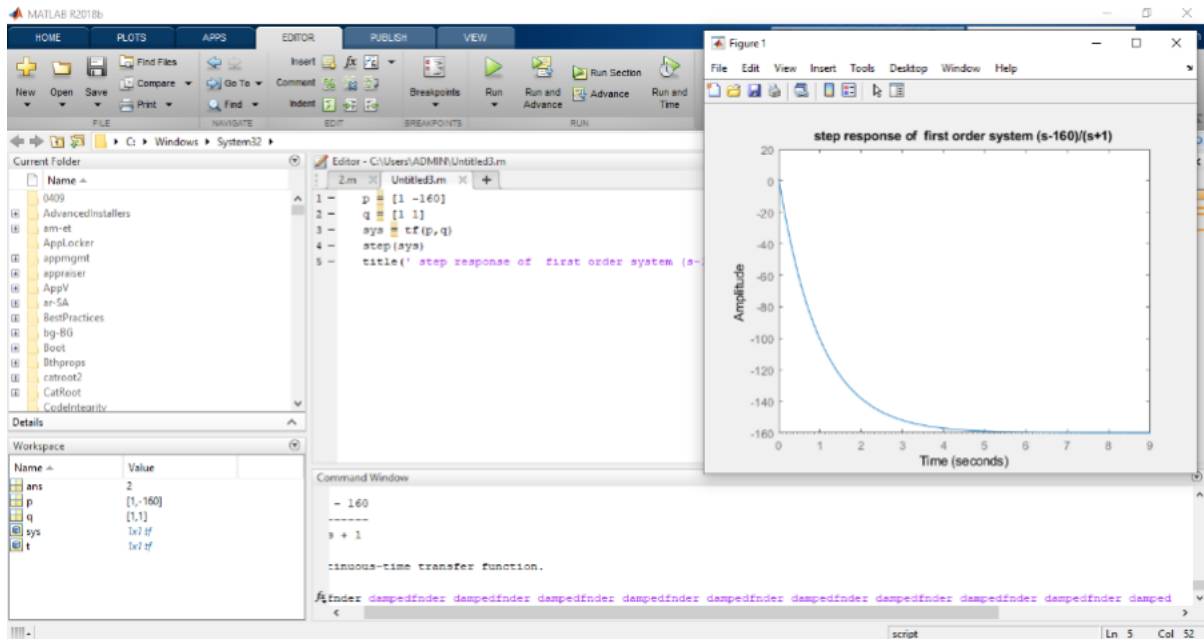 MATLAB R2018b
HOME PLOTS APPS EDITOR PUBLISH VIEW
New Open Save Find Files Compare Print
Go To Find
Insert Comment Indent
Breakpoints Run Run and Advance Run Section Advance Run and Time
FILE NAVIGATE EDIT BREAKPOINTS RUN
C: Windows System32
Current Folder
Name
0409
AdvancedInstallers
am-et
AppLocker
appmgmt
appraiser
AppV
ar-SA
BestPractices
bg-BG
Boot
Bthprops
catroot2
CatRoot
CodeIntegrity
Details
Workspace
Name Value
ans 2
p [1,-160]
q [1,1]
sys 1x1 tf
t 1x1 tf
Editor - C:\Users\ADMIN\Untitled3.m
2.m Untitled3.m
1 - p = [1 -160]
2 - q = [1 1]
3 - sys = tf(p,q)
4 - step(sys)
5 - title(' step response of first order system (s-
Command Window
- 160
------
s + 1
tinuous-time transfer function.
fx fnder dampedfnder dampedfnder dampedfnder dampedfnder dampedfnder dampedfnder dampedfnder dampedfnder dampedfnder damped
Figure 1
File Edit View Insert Tools Desktop Window Help
step response of first order system (s-160)/(s+1)
20
0
-20
-40
-60
-80
-100
-120
-140
-160
Amplitude
0 1 2 3 4 5 6 7 8 9
Time (seconds)
script Ln 5 Col 52